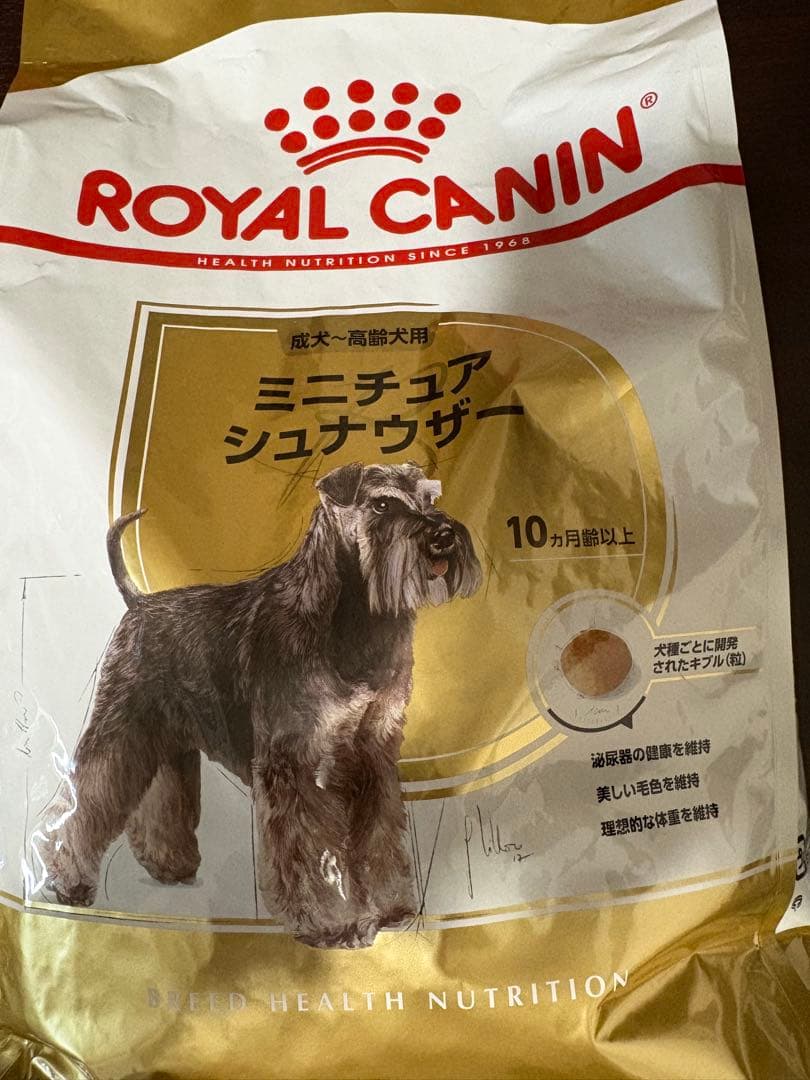 ROYAL CANIN®
HEALTH NUTRITION SINCE 1968
成犬〜高齢犬用
ミニチュア
シュナウザー
10ヵ月齢以上
犬種ごとに開発
されたキブル(粒)
泌尿器の健康を維持
美しい毛色を維持
理想的な体重を維持
BREED HEALTH NUTRITION